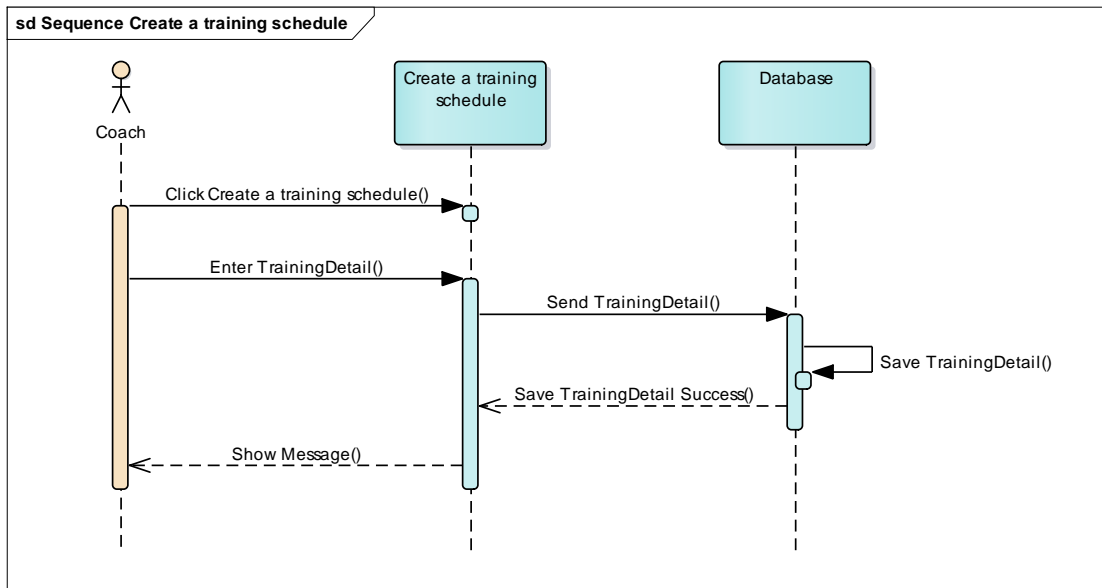 sd Sequence Create a training schedule
Coach
Create a training
schedule
Database
Click Create a training schedule()
Enter TrainingDetail()
Send TrainingDetail()
Save TrainingDetail()
Save TrainingDetail Success()
Show Message()